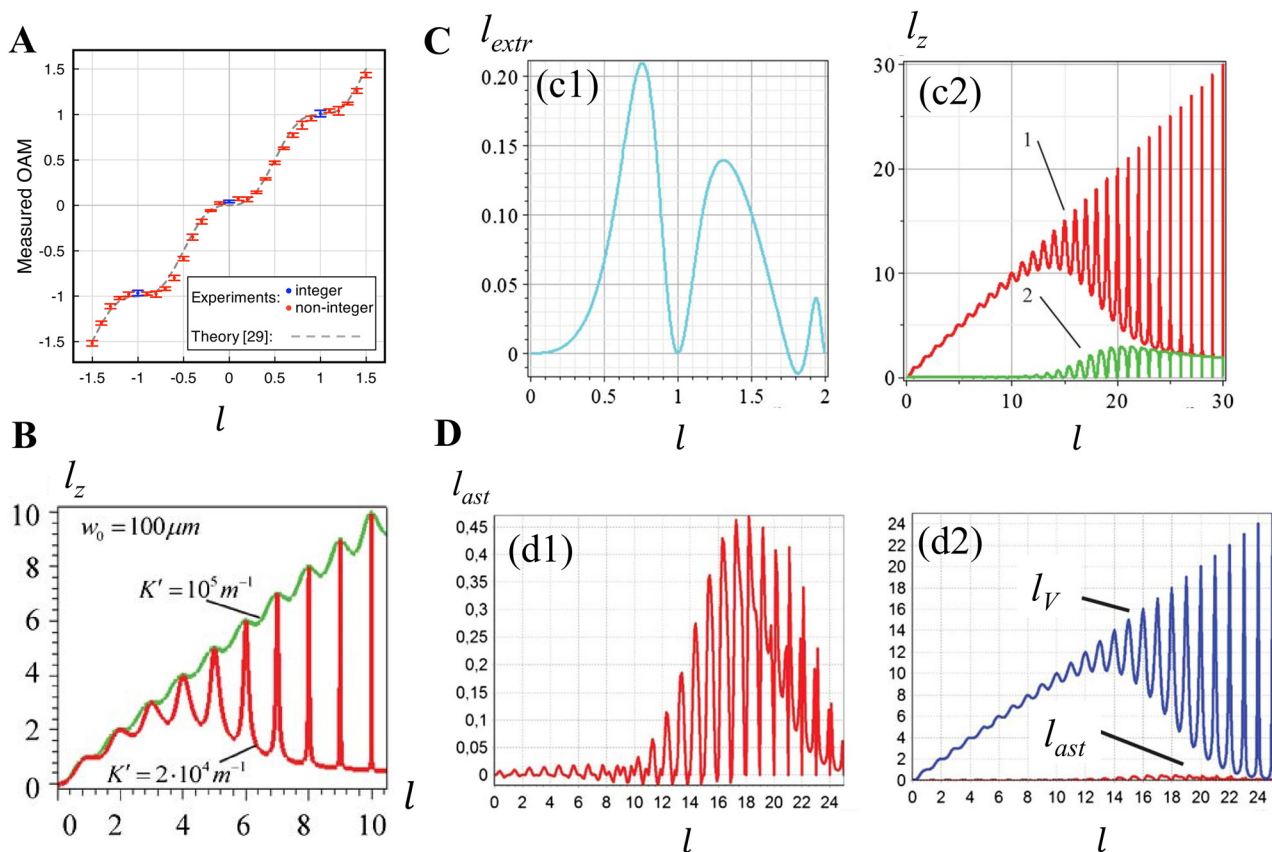 A
Measured OAM
1.5
1
0.5
0
-0.5
-1
-1.5
Experiments:
integer
non-integer
Theory [29]:
-1.5 -1 -0.5 0 0.5 1 1.5
l
C
l_extr
(c1)
0.20
0.15
0.10
0.05
0
0 0.5 1 1.5 2
l
l_z
(c2)
30
20
10
0
1
2
0 10 20 30
l
B
l_z
w₀ = 100 μm
K′ = 10⁵ m⁻¹
K′ = 2·10⁴ m⁻¹
10
8
6
4
2
0
0 2 4 6 8 10
l
D
l_ast
(d1)
0,45
0,4
0,35
0,3
0,25
0,2
0,15
0,1
0,05
0
0 2 4 6 8 10 12 14 16 18 20 22 24
l
(d2)
24
22
20
18
16
14
12
10
8
6
4
2
0
l_V
l_ast
0 2 4 6 8 10 12 14 16 18 20 22 24
l